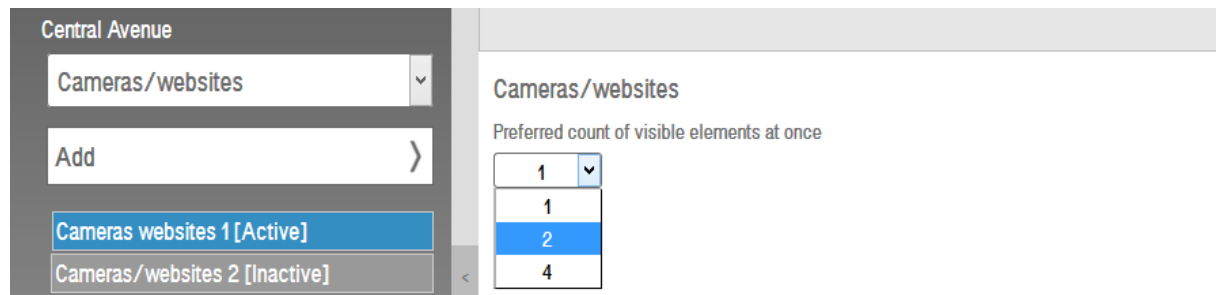 Central Avenue
Cameras/websites
Add
Cameras websites 1 [Active]
Cameras/websites 2 [Inactive]
<
Cameras/websites
Preferred count of visible elements at once
1
1
2
4